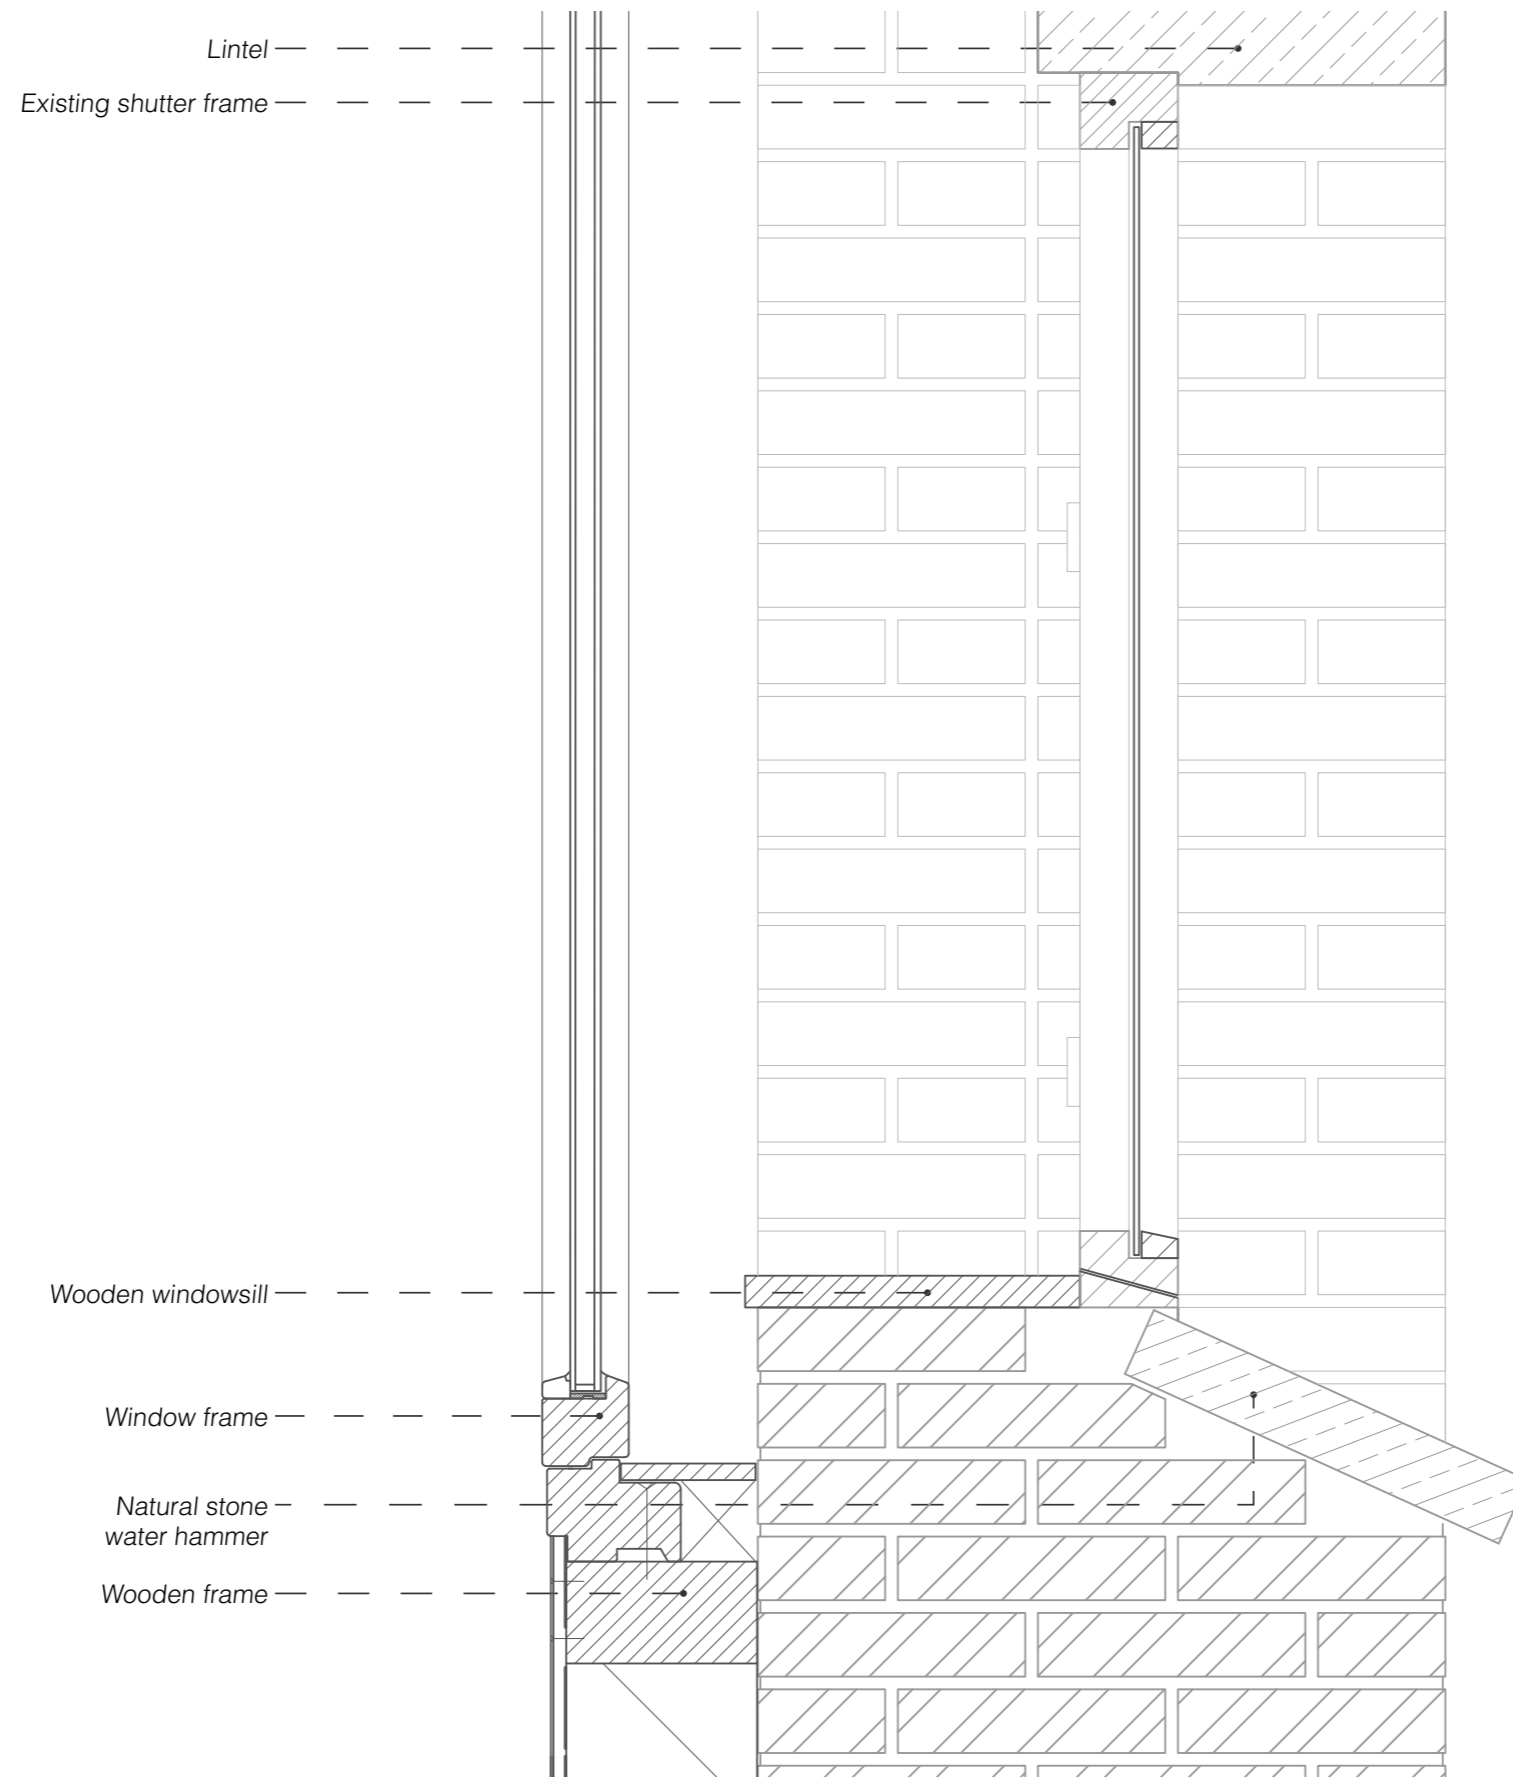 Lintel
Existing shutter frame
Wooden windowsill
Window frame
Natural stone
water hammer
Wooden frame